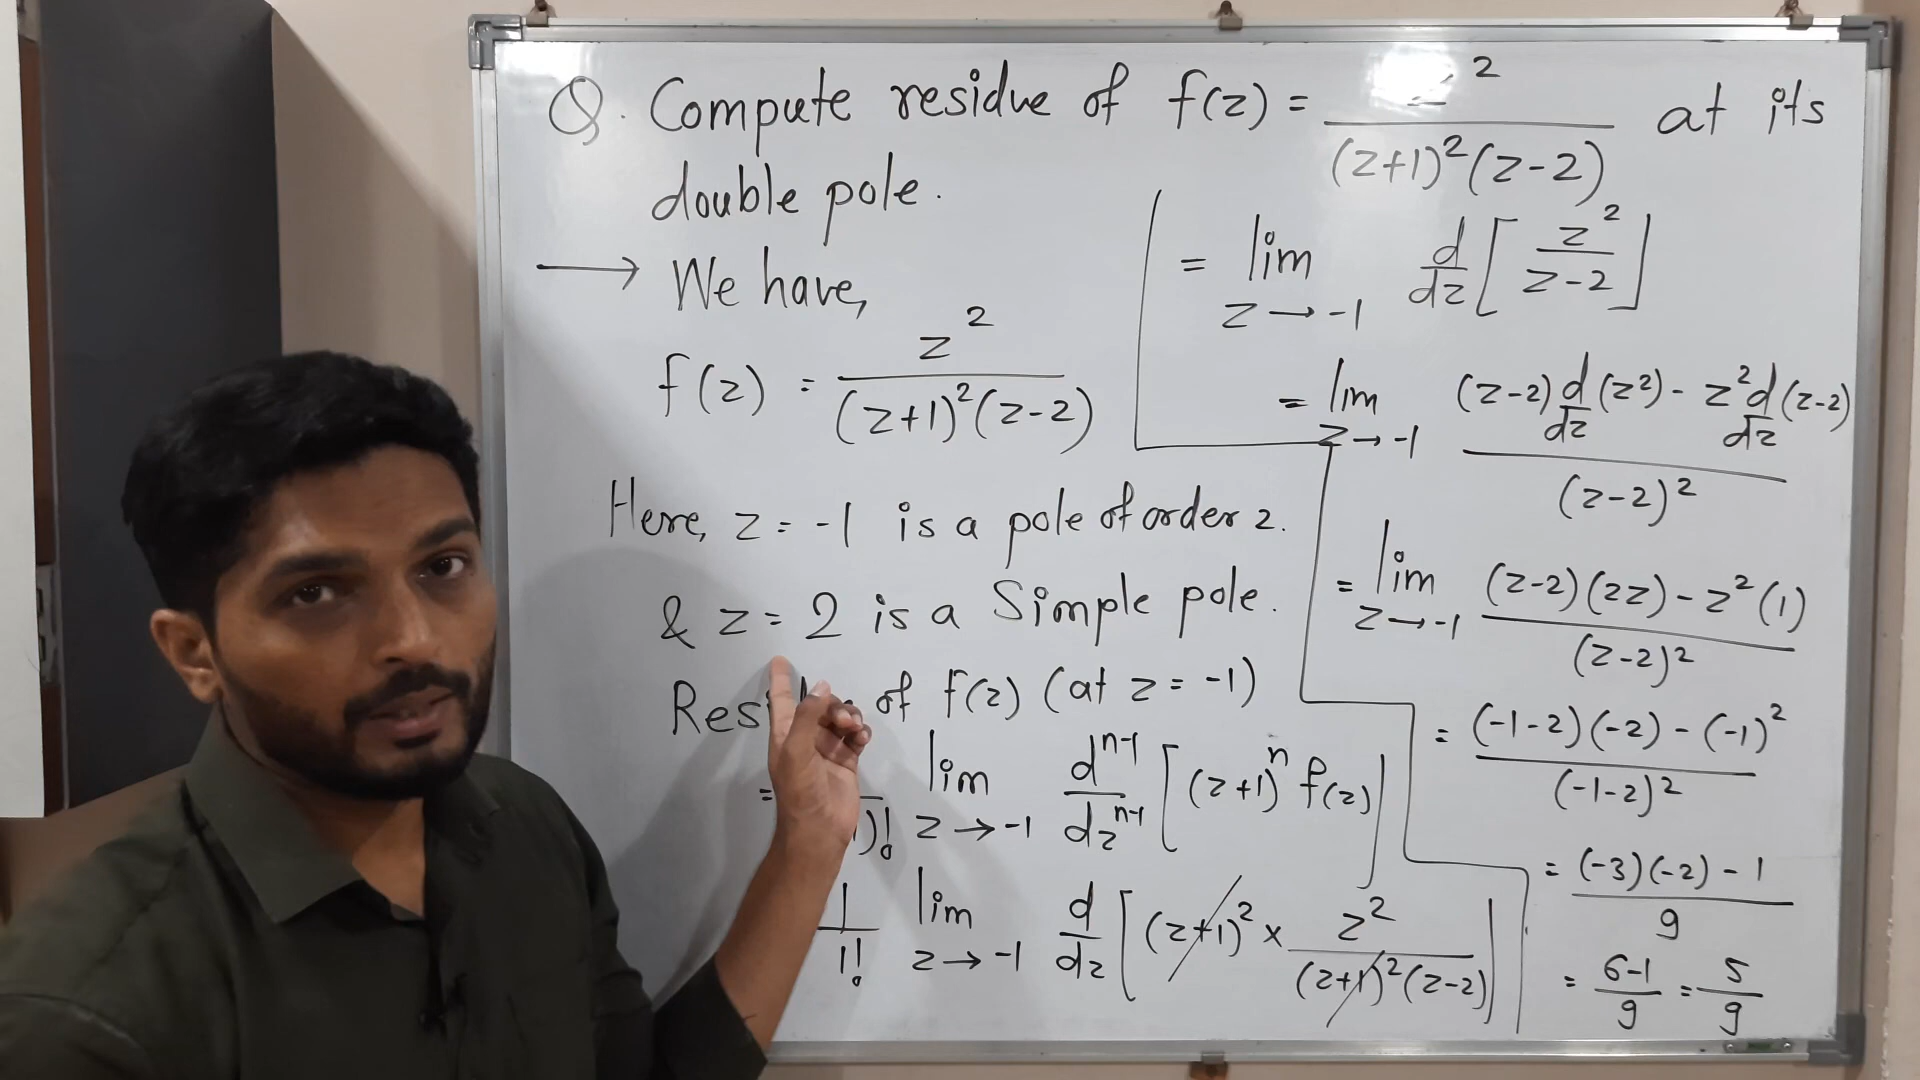 Q. Compute residue of f(z) = z^2 / (z+1)^2(z-2) at its
double pole.
→ We have,
f(z) = z^2 / (z+1)^2(z-2)
Here, z = -1 is a pole of order 2.
& z = 2 is a Simple pole.
of f(z) (at z = -1)
= lim z→-1 d^n-1/dz^n-1 [(z+1)^n f(z)]
1/1! lim z→-1 d/dz [(z+1)^2 × z^2 / (z+1)^2(z-2)]
= lim z→-1 d/dz [z^2 / z-2]
= lim z→-1 (z-2) d/dz (z^2) - z^2 d/dz (z-2) / (z-2)^2
= lim z→-1 (z-2)(2z) - z^2(1) / (z-2)^2
= (-1-2)(-2) - (-1)^2 / (-1-2)^2
= (-3)(-2) - 1 / 9
= 6-1 / 9 = 5/9